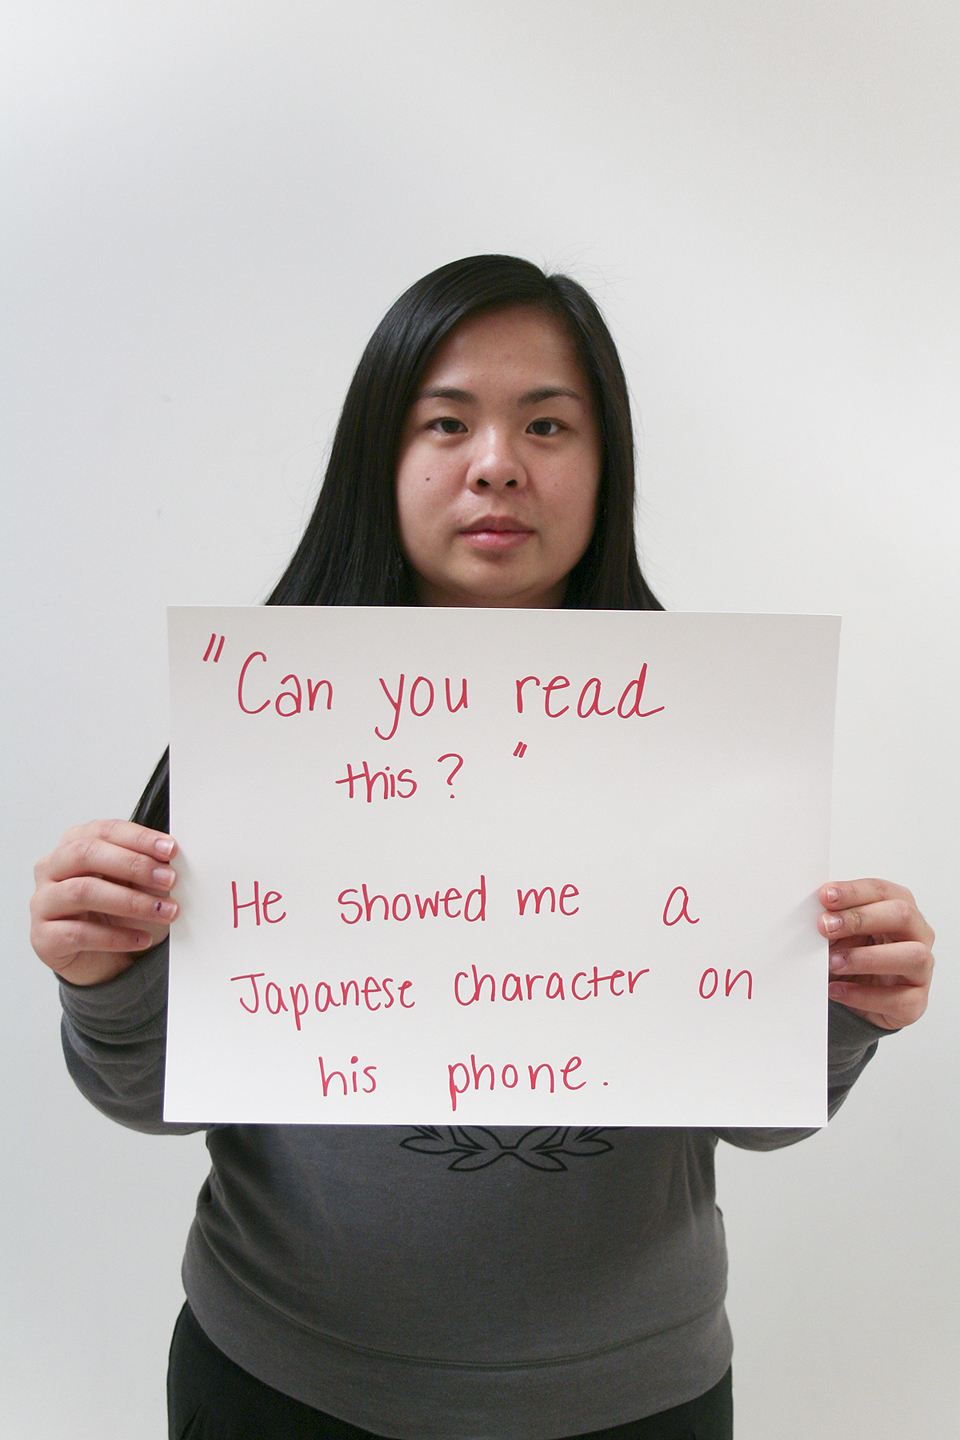 "Can you read
this?"
He showed me a
Japanese character on
his phone.